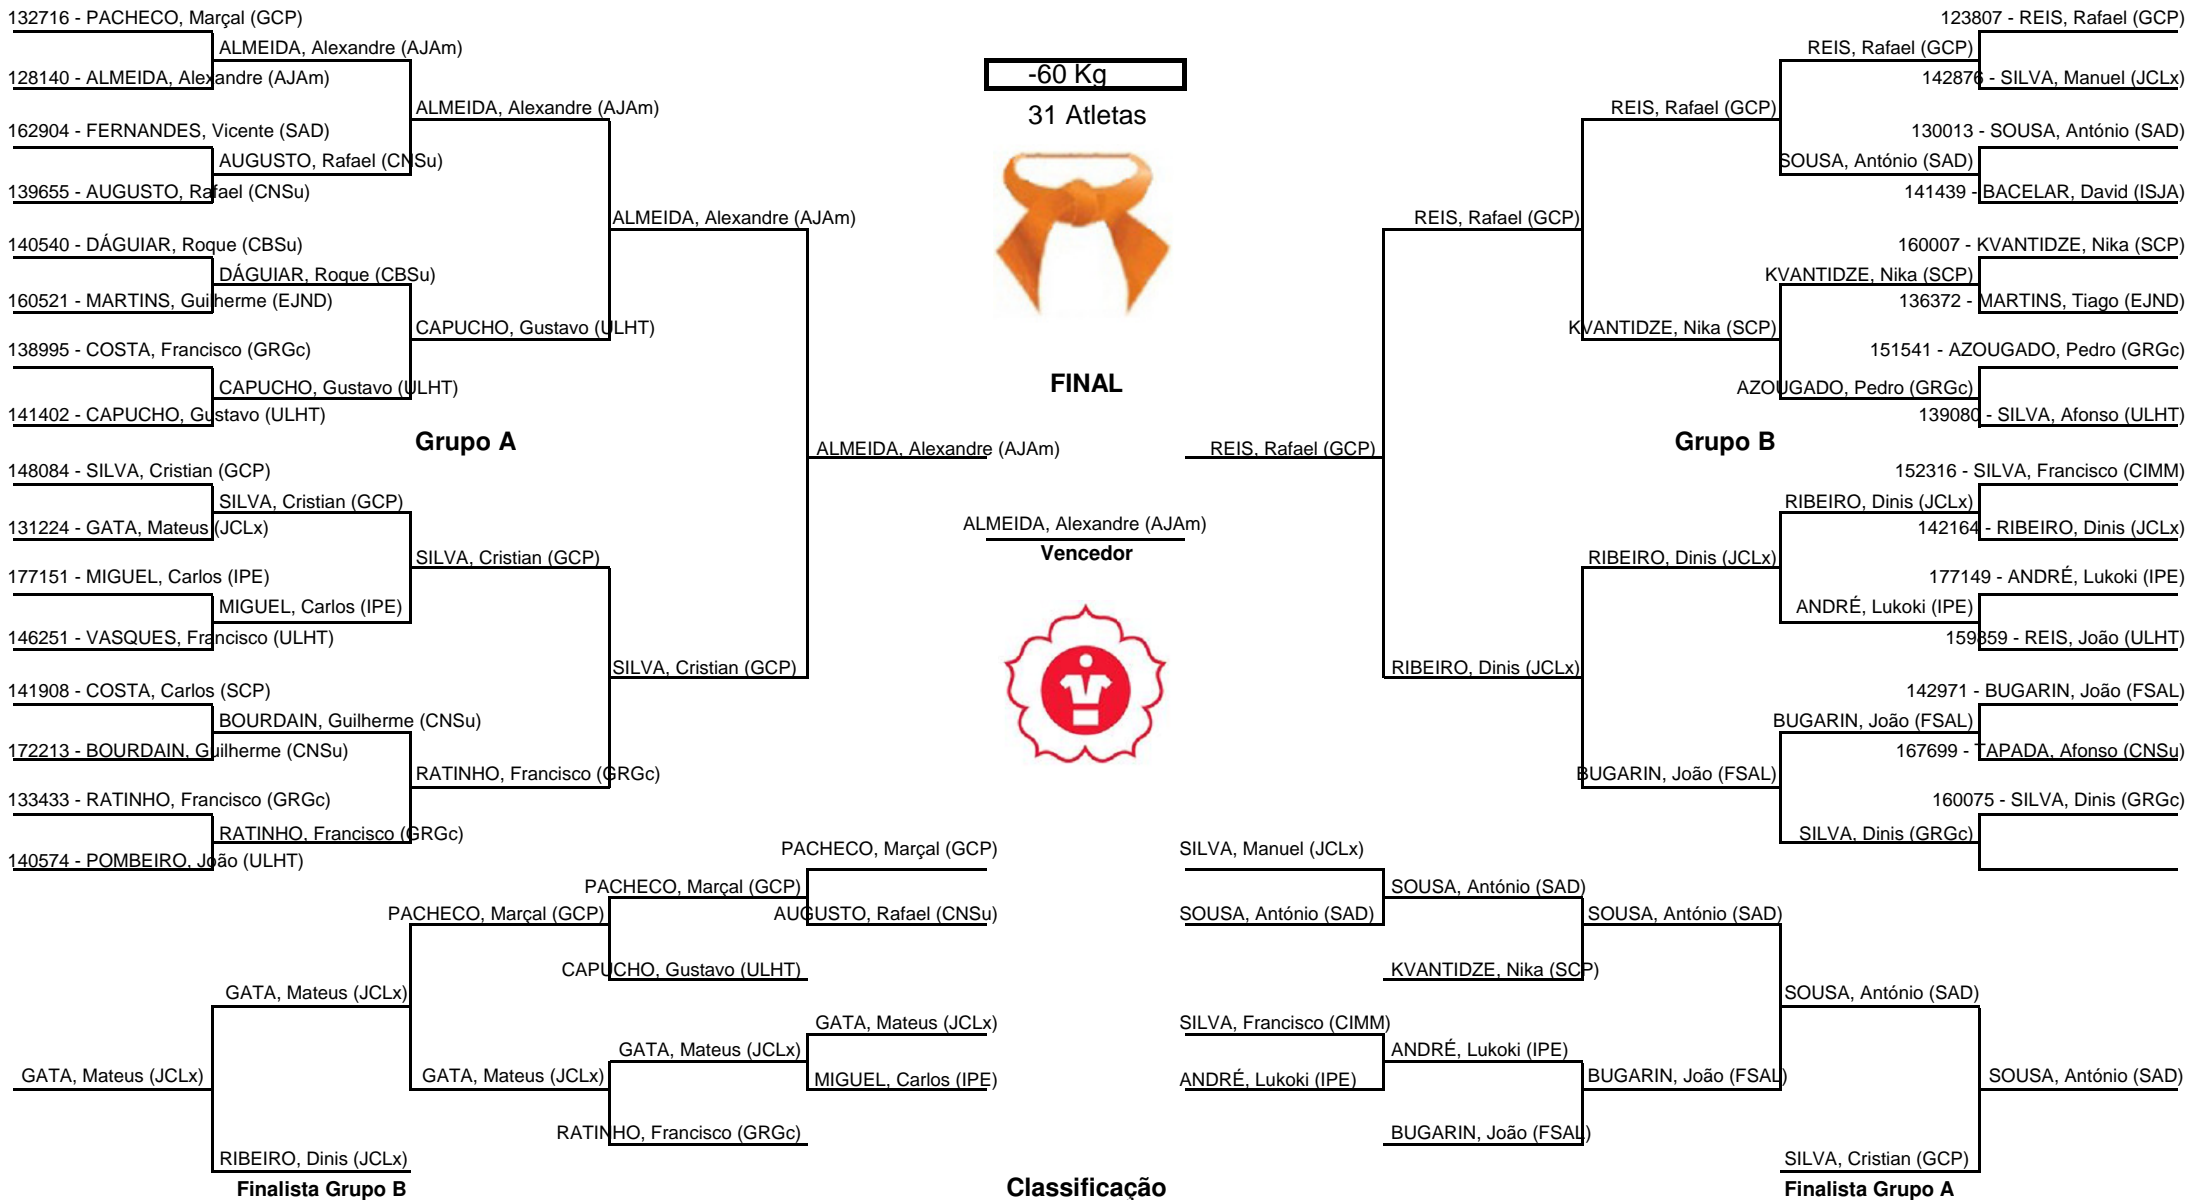 132716 - PACHECO, Marçal (GCP)
ALMEIDA, Alexandre (AJAm)
128140 - ALMEIDA, Alexandre (AJAm)
ALMEIDA, Alexandre (AJAm)
162904 - FERNANDES, Vicente (SAD)
AUGUSTO, Rafael (CNSu)
139655 - AUGUSTO, Rafael (CNSu)
ALMEIDA, Alexandre (AJAm)
140540 - DÁGUIAR, Roque (CBSu)
DÁGUIAR, Roque (CBSu)
160521 - MARTINS, Guilherme (EJND)
CAPUCHO, Gustavo (ULHT)
138995 - COSTA, Francisco (GRGc)
CAPUCHO, Gustavo (ULHT)
141402 - CAPUCHO, Gustavo (ULHT)
Grupo A
ALMEIDA, Alexandre (AJAm)
148084 - SILVA, Cristian (GCP)
SILVA, Cristian (GCP)
131224 - GATA, Mateus (JCLx)
SILVA, Cristian (GCP)
177151 - MIGUEL, Carlos (IPE)
MIGUEL, Carlos (IPE)
146251 - VASQUES, Francisco (ULHT)
SILVA, Cristian (GCP)
141908 - COSTA, Carlos (SCP)
BOURDAIN, Guilherme (CNSu)
172213 - BOURDAIN, Guilherme (CNSu)
RATINHO, Francisco (GRGc)
133433 - RATINHO, Francisco (GRGc)
RATINHO, Francisco (GRGc)
140574 - POMBEIRO, João (ULHT)
-60 Kg
31 Atletas
FINAL
ALMEIDA, Alexandre (AJAm)
Vencedor
123807 - REIS, Rafael (GCP)
REIS, Rafael (GCP)
142876 - SILVA, Manuel (JCLx)
REIS, Rafael (GCP)
130013 - SOUSA, António (SAD)
SOUSA, António (SAD)
141439 - BACELAR, David (ISJA)
REIS, Rafael (GCP)
160007 - KVANTIDZE, Nika (SCP)
KVANTIDZE, Nika (SCP)
136372 - MARTINS, Tiago (EJND)
KVANTIDZE, Nika (SCP)
151541 - AZOUGADO, Pedro (GRGc)
AZOUGADO, Pedro (GRGc)
139080 - SILVA, Afonso (ULHT)
Grupo B
REIS, Rafael (GCP)
152316 - SILVA, Francisco (CIMM)
RIBEIRO, Dinis (JCLx)
142164 - RIBEIRO, Dinis (JCLx)
RIBEIRO, Dinis (JCLx)
177149 - ANDRÉ, Lukoki (IPE)
ANDRÉ, Lukoki (IPE)
159859 - REIS, João (ULHT)
RIBEIRO, Dinis (JCLx)
142971 - BUGARIN, João (FSAL)
BUGARIN, João (FSAL)
167699 - TAPADA, Afonso (CNSu)
BUGARIN, João (FSAL)
160075 - SILVA, Dinis (GRGc)
SILVA, Dinis (GRGc)
PACHECO, Marçal (GCP)
PACHECO, Marçal (GCP)
AUGUSTO, Rafael (CNSu)
PACHECO, Marçal (GCP)
CAPUCHO, Gustavo (ULHT)
GATA, Mateus (JCLx)
GATA, Mateus (JCLx)
GATA, Mateus (JCLx)
MIGUEL, Carlos (IPE)
GATA, Mateus (JCLx)
GATA, Mateus (JCLx)
RATINHO, Francisco (GRGc)
RIBEIRO, Dinis (JCLx)
Finalista Grupo B
SILVA, Manuel (JCLx)
SOUSA, António (SAD)
SOUSA, António (SAD)
SOUSA, António (SAD)
KVANTIDZE, Nika (SCP)
SOUSA, António (SAD)
SILVA, Francisco (CIMM)
ANDRÉ, Lukoki (IPE)
ANDRÉ, Lukoki (IPE)
BUGARIN, João (FSAL)
SOUSA, António (SAD)
BUGARIN, João (FSAL)
SILVA, Cristian (GCP)
Finalista Grupo A
Classificação